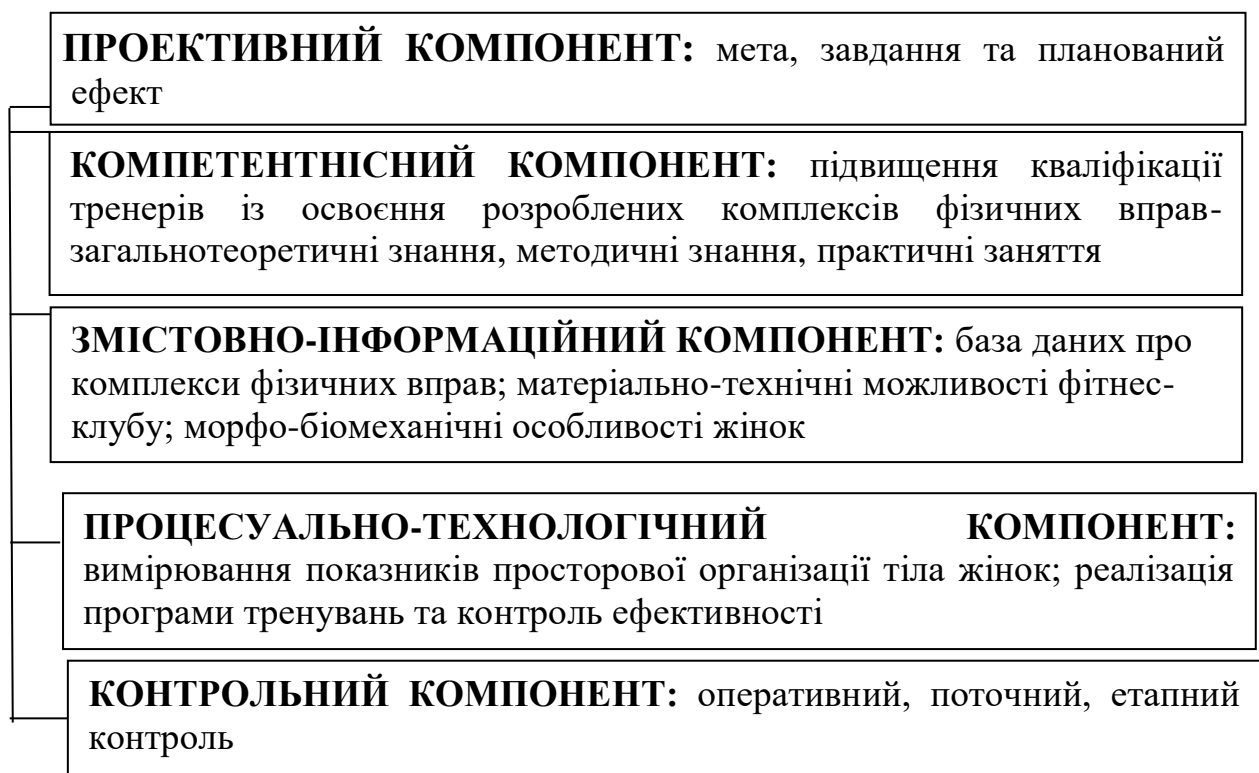 ПРОЕКТИВНИЙ КОМПОНЕНТ: мета, завдання та планований
ефект
КОМПЕТЕНТНІСНИЙ КОМПОНЕНТ: підвищення кваліфікації
тренерів із освоєння розроблених комплексів фізичних вправ-
загальнотеоретичні знання, методичні знання, практичні заняття
ЗМІСТОВНО-ІНФОРМАЦІЙНИЙ КОМПОНЕНТ: база даних про
комплекси фізичних вправ; матеріально-технічні можливості фітнес-
клубу; морфо-біомеханічні особливості жінок
ПРОЦЕСУАЛЬНО-ТЕХНОЛОГІЧНИЙ КОМПОНЕНТ:
вимірювання показників просторової організації тіла жінок; реалізація
програми тренувань та контроль ефективності
КОНТРОЛЬНИЙ КОМПОНЕНТ: оперативний, поточний, етапний
контроль